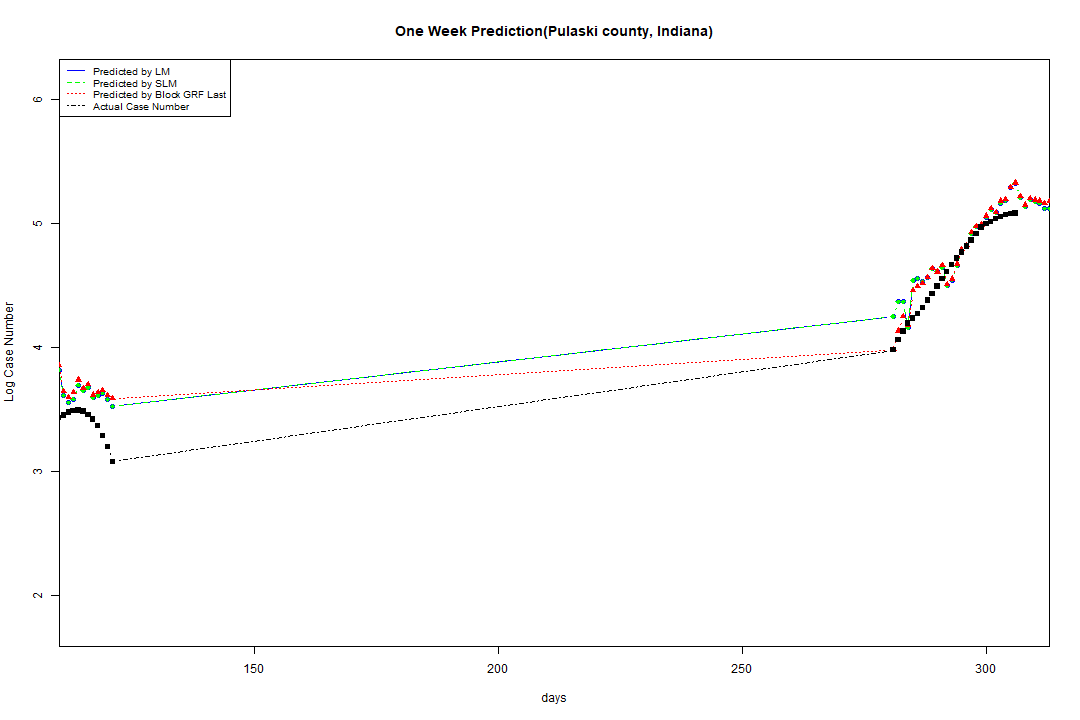 One Week Prediction(Pulaski county, Indiana)
Predicted by LM
Predicted by SLM
Predicted by Block GRF Last
Actual Case Number
Log Case Number
6
5
4
3
2
150 200 250 300
days